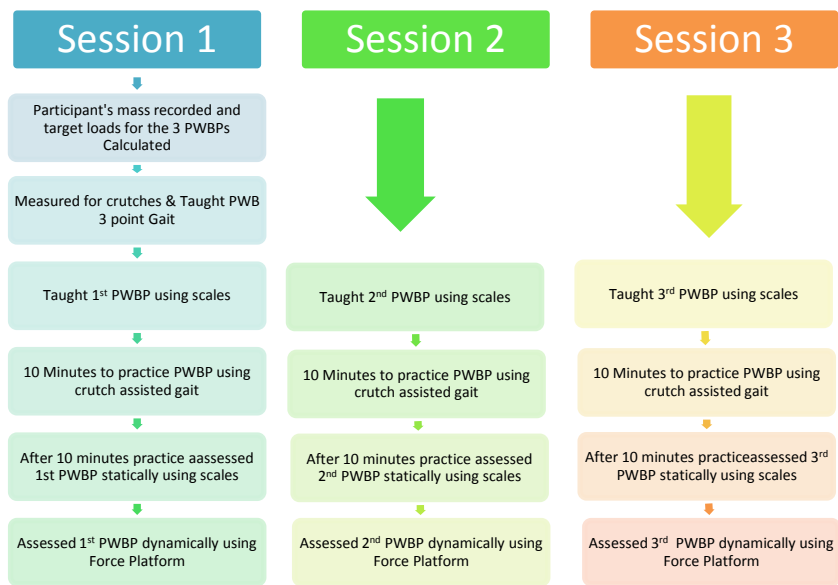 Session 1
Participant's mass recorded and
target loads for the 3 PWBPs
Calculated
Measured for crutches & Taught PWB
3 point Gait
Taught 1st PWBP using scales
10 Minutes to practice PWBP using
crutch assisted gait
After 10 minutes practice aassessed
1st PWBP statically using scales
Assessed 1st PWBP dynamically using
Force Platform
Session 2
Taught 2nd PWBP using scales
10 Minutes to practice PWBP using
crutch assisted gait
After 10 minutes practice assessed
2nd PWBP statically using scales
Assessed 2nd PWBP dynamically using
Force Platform
Session 3
Taught 3rd PWBP using scales
10 Minutes to practice PWBP using
crutch assisted gait
After 10 minutes practiceassessed 3rd
PWBP statically using scales
Assessed 3rd PWBP dynamically using
Force Platform